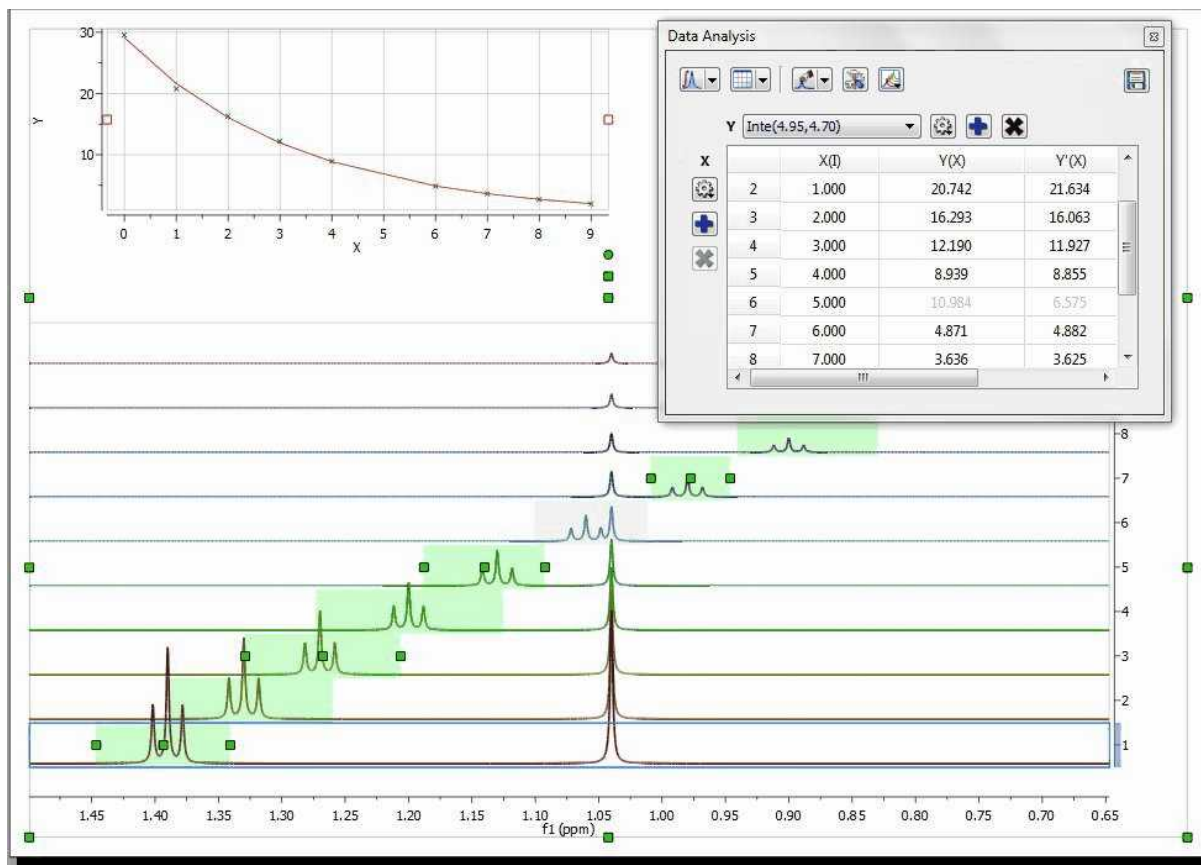 Data Analysis
Y Inte(4.95,4.70)
X
X(I) Y(X) Y'(X)
2 1.000 20.742 21.634
3 2.000 16.293 16.063
4 3.000 12.190 11.927
5 4.000 8.939 8.855
6 5.000 10.984 6.575
7 6.000 4.871 4.882
8 7.000 3.636 3.625
30
20
10
Y
0 1 2 3 4 5 6 7 8 9
X
8
7
6
5
4
3
2
1
1.45 1.40 1.35 1.30 1.25 1.20 1.15 1.10 1.05 1.00 0.95 0.90 0.85 0.80 0.75 0.70 0.65
f1 (ppm)